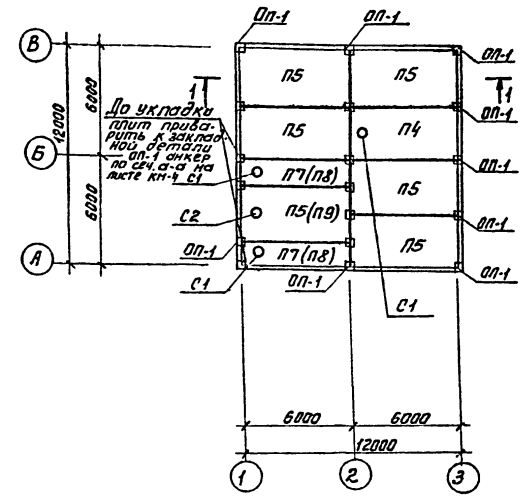 ОП-1
ОП-1
В
ОП-1
П5
П5
1
1
6000
До укладки
плит прива-
рить к заклад-
ной детали
ОП-1 анкер
по сеч. а-а на
листе КН-4
12000
ОП-1
П5
П4
Б
ОП-1
С1
П7(П8)
П5
6000
С2
П5(П9)
ОП-1
ОП-1
П5
А
П7(П8)
ОП-1
ОП-1
С1
С1
6000
6000
12000
1
2
3